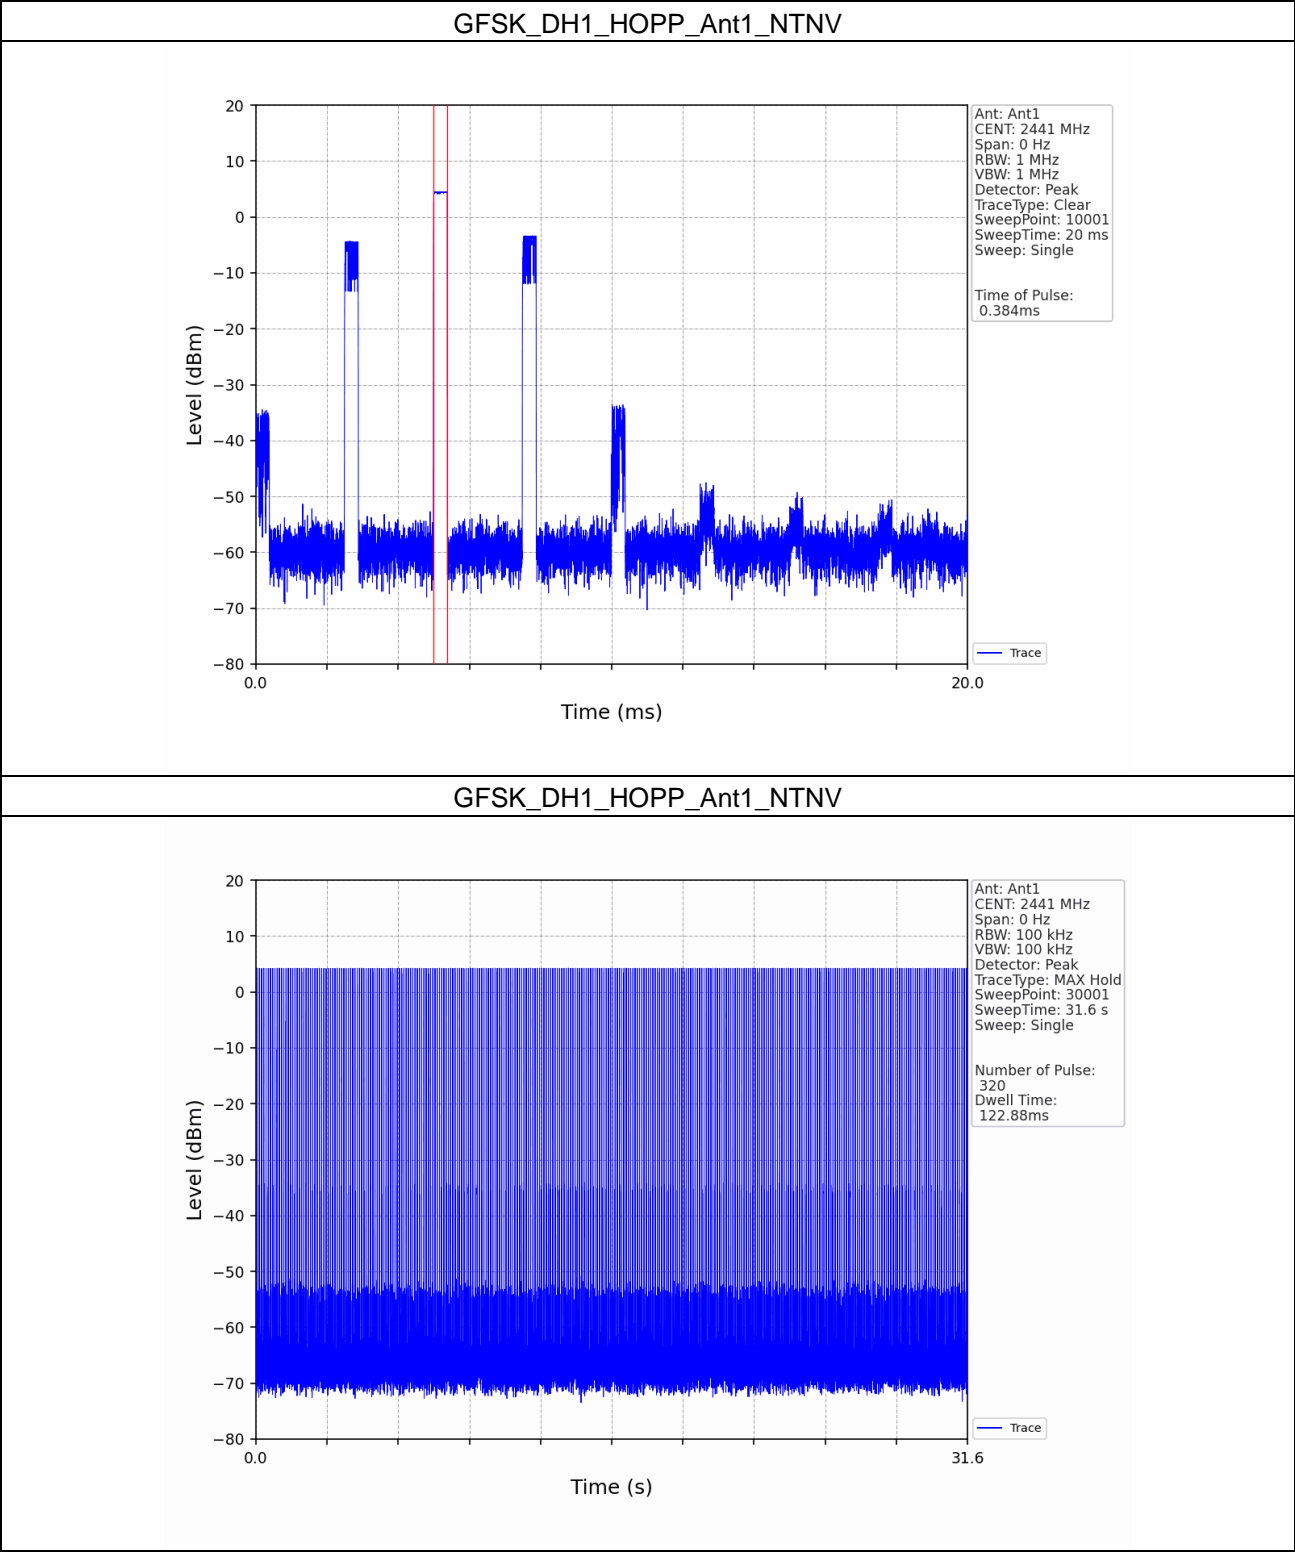 GFSK_DH1_HOPP_Ant1_NTNV
20
10
0
−10
−20
−30
−40
−50
−60
−70
−80
Level (dBm)
0.0
20.0
Time (ms)
Ant: Ant1
CENT: 2441 MHz
Span: 0 Hz
RBW: 1 MHz
VBW: 1 MHz
Detector: Peak
TraceType: Clear
SweepPoint: 10001
SweepTime: 20 ms
Sweep: Single
Time of Pulse:
0.384ms
Trace
GFSK_DH1_HOPP_Ant1_NTNV
20
10
0
−10
−20
−30
−40
−50
−60
−70
−80
Level (dBm)
0.0
31.6
Time (s)
Ant: Ant1
CENT: 2441 MHz
Span: 0 Hz
RBW: 100 kHz
VBW: 100 kHz
Detector: Peak
TraceType: MAX Hold
SweepPoint: 30001
SweepTime: 31.6 s
Sweep: Single
Number of Pulse:
320
Dwell Time:
122.88ms
Trace